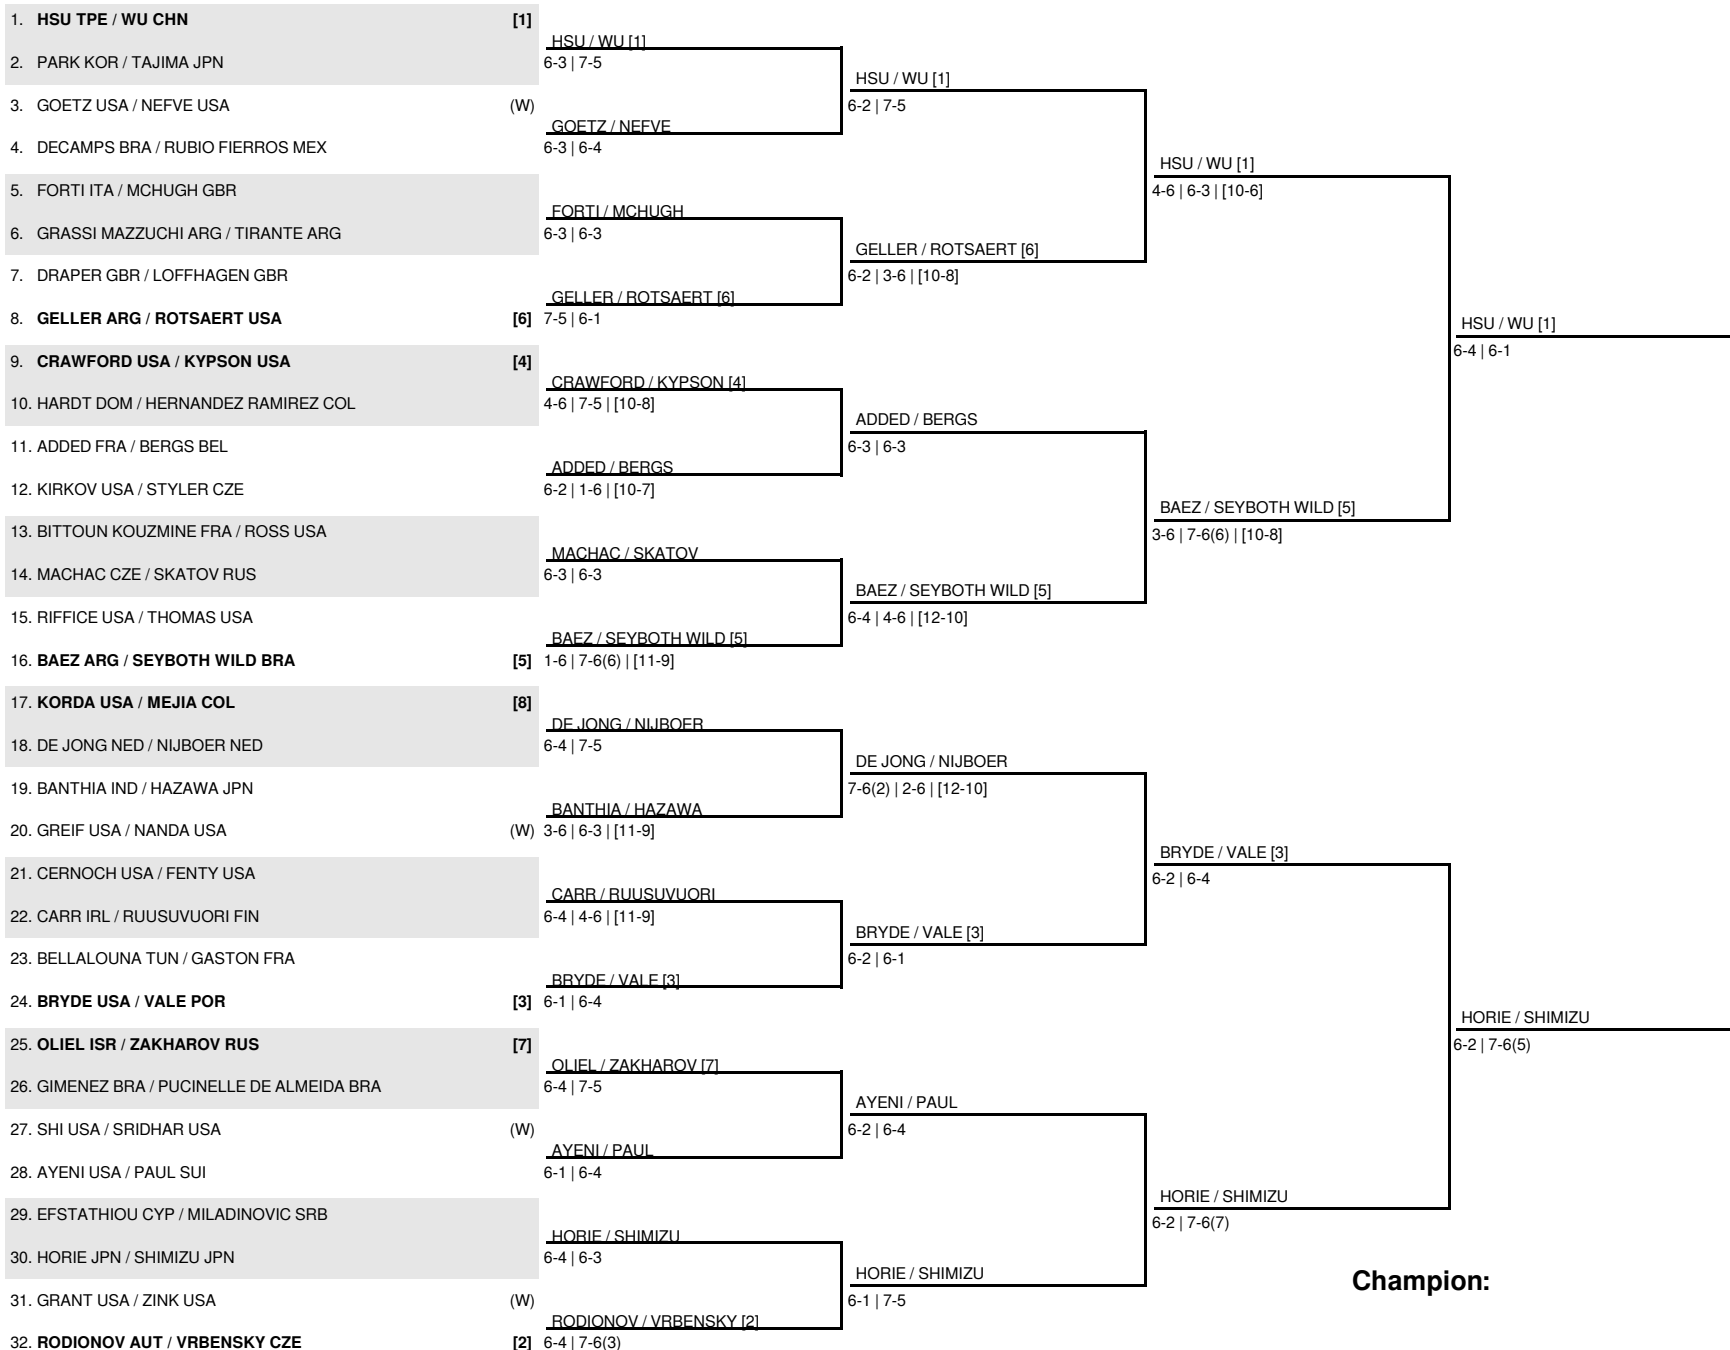 1. HSU TPE / WU CHN [1]
2. PARK KOR / TAJIMA JPN
3. GOETZ USA / NEFVE USA (W)
4. DECAMPS BRA / RUBIO FIERROS MEX
5. FORTI ITA / MCHUGH GBR
6. GRASSI MAZZUCHI ARG / TIRANTE ARG
7. DRAPER GBR / LOFFHAGEN GBR
8. GELLER ARG / ROTSAERT USA [6]
9. CRAWFORD USA / KYPSON USA [4]
10. HARDT DOM / HERNANDEZ RAMIREZ COL
11. ADDED FRA / BERGS BEL
12. KIRKOV USA / STYLER CZE
13. BITTOUN KOUZMINE FRA / ROSS USA
14. MACHAC CZE / SKATOV RUS
15. RIFFICE USA / THOMAS USA
16. BAEZ ARG / SEYBOTH WILD BRA [5]
17. KORDA USA / MEJIA COL [8]
18. DE JONG NED / NIJBOER NED
19. BANTHIA IND / HAZAWA JPN
20. GREIF USA / NANDA USA (W)
21. CERNOCH USA / FENTY USA
22. CARR IRL / RUUSUVUORI FIN
23. BELLALOUNA TUN / GASTON FRA
24. BRYDE USA / VALE POR [3]
25. OLIEL ISR / ZAKHAROV RUS [7]
26. GIMENEZ BRA / PUCINELLE DE ALMEIDA BRA
27. SHI USA / SRIDHAR USA (W)
28. AYENI USA / PAUL SUI
29. EFSTATHIOU CYP / MILADINOVIC SRB
30. HORIE JPN / SHIMIZU JPN
31. GRANT USA / ZINK USA (W)
32. RODIONOV AUT / VRBENSKY CZE [2]
HSU / WU [1]
6-3 | 7-5
GOETZ / NEFVE
6-3 | 6-4
FORTI / MCHUGH
6-3 | 6-3
GELLER / ROTSAERT [6]
7-5 | 6-1
CRAWFORD / KYPSON [4]
4-6 | 7-5 | [10-8]
ADDED / BERGS
6-2 | 1-6 | [10-7]
MACHAC / SKATOV
6-3 | 6-3
BAEZ / SEYBOTH WILD [5]
1-6 | 7-6(6) | [11-9]
DE JONG / NIJBOER
6-4 | 7-5
BANTHIA / HAZAWA
3-6 | 6-3 | [11-9]
CARR / RUUSUVUORI
6-4 | 4-6 | [11-9]
BRYDE / VALE [3]
6-1 | 6-4
OLIEL / ZAKHAROV [7]
6-4 | 7-5
AYENI / PAUL
6-1 | 6-4
HORIE / SHIMIZU
6-4 | 6-3
RODIONOV / VRBENSKY [2]
6-4 | 7-6(3)
HSU / WU [1]
6-2 | 7-5
GELLER / ROTSAERT [6]
6-2 | 3-6 | [10-8]
ADDED / BERGS
6-3 | 6-3
BAEZ / SEYBOTH WILD [5]
6-4 | 4-6 | [12-10]
DE JONG / NIJBOER
7-6(2) | 2-6 | [12-10]
BRYDE / VALE [3]
6-2 | 6-1
AYENI / PAUL
6-2 | 6-4
HORIE / SHIMIZU
6-1 | 7-5
HSU / WU [1]
4-6 | 6-3 | [10-6]
BAEZ / SEYBOTH WILD [5]
3-6 | 7-6(6) | [10-8]
BRYDE / VALE [3]
6-2 | 6-4
HORIE / SHIMIZU
6-2 | 7-6(7)
HSU / WU [1]
6-4 | 6-1
HORIE / SHIMIZU
6-2 | 7-6(5)
Champion: